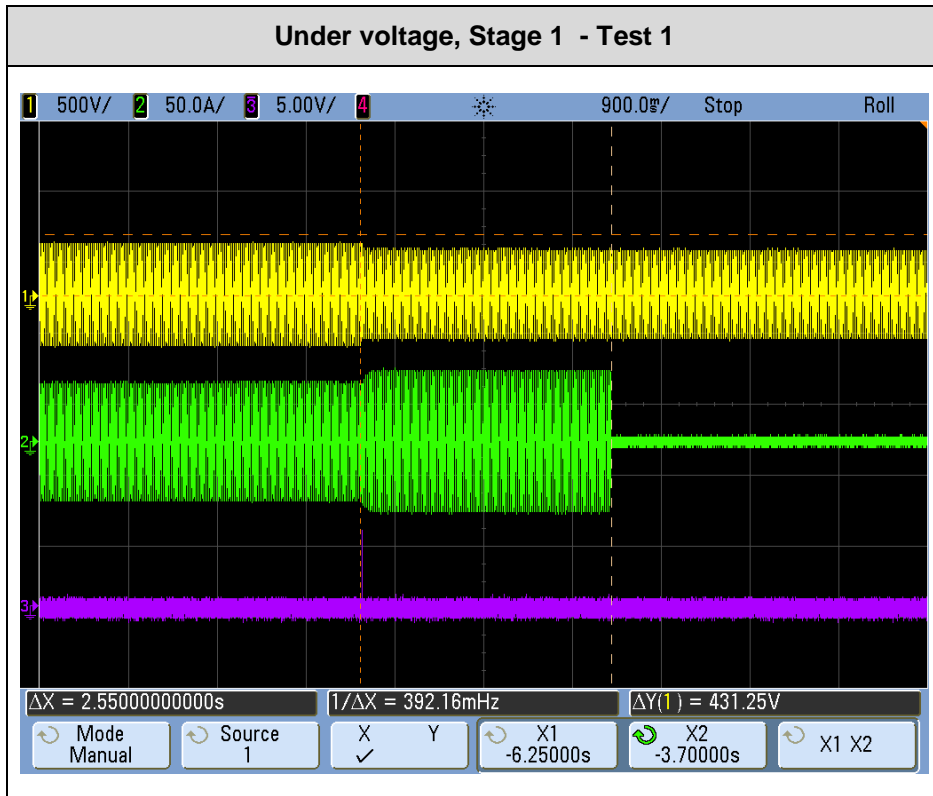 Under voltage, Stage 1 - Test 1
1 500V/ 2 50.0A/ 3 5.00V/ 4 900.0ms/ Stop Roll
1
2
3
ΔX = 2.55000000000s 1/ΔX = 392.16mHz ΔY(1) = 431.25V
Mode Source X Y X1 X2 X1 X2
Manual 1 ✓ -6.25000s -3.70000s